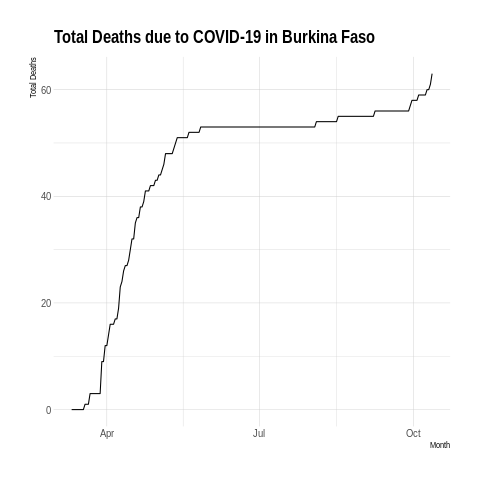 Total Deaths due to COVID-19 in Burkina Faso
Total Deaths
60
40
20
0
Apr
Jul
Oct
Month